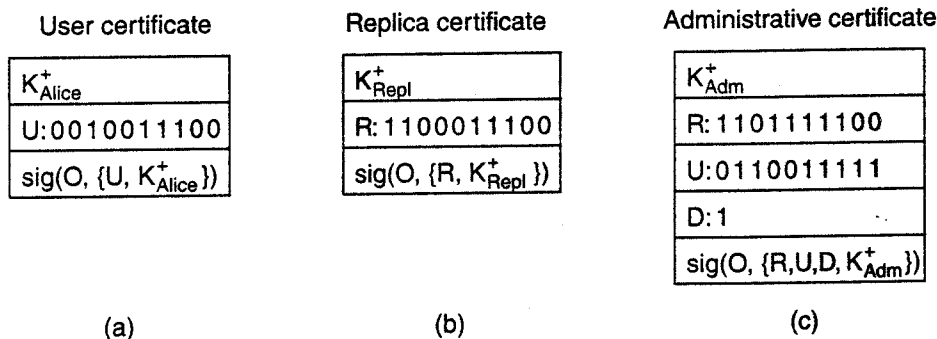 User certificate
K+Alice
U:0010011100
sig(O, {U, K+Alice})
(a)
Replica certificate
K+Repl
R:1100011100
sig(O, {R, K+Repl})
(b)
Administrative certificate
K+Adm
R:1101111100
U:0110011111
D:1
sig(O, {R,U,D, K+Adm})
(c)